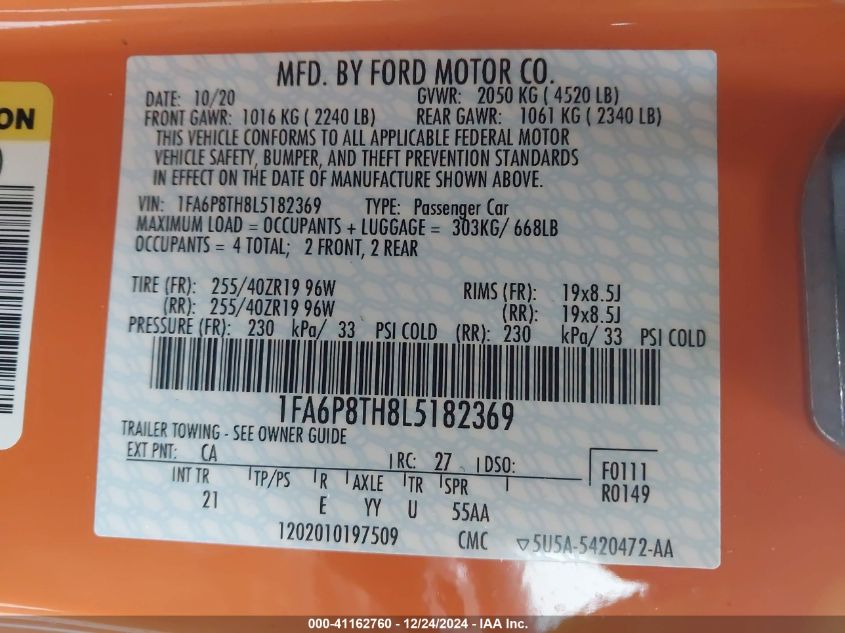 MFD. BY FORD MOTOR CO.
DATE: 10/20 GVWR: 2050 KG ( 4520 LB)
FRONT GAWR: 1016 KG ( 2240 LB) REAR GAWR: 1061 KG ( 2340 LB)
THIS VEHICLE CONFORMS TO ALL APPLICABLE FEDERAL MOTOR
VEHICLE SAFETY, BUMPER, AND THEFT PREVENTION STANDARDS
IN EFFECT ON THE DATE OF MANUFACTURE SHOWN ABOVE.
VIN: 1FA6P8TH8L5182369 TYPE: Passenger Car
MAXIMUM LOAD = OCCUPANTS + LUGGAGE = 303KG/ 668LB
OCCUPANTS = 4 TOTAL; 2 FRONT, 2 REAR
TIRE (FR): 255/40ZR19 96W RIMS (FR): 19x8.5J
(RR): 255/40ZR19 96W (RR): 19x8.5J
PRESSURE (FR): 230 kPa/ 33 PSI COLD (RR): 230 kPa/ 33 PSI COLD
1FA6P8TH8L5182369
TRAILER TOWING - SEE OWNER GUIDE
EXT PNT: CA RC: 27 DSO: F0111
INT TR TP/PS R AXLE TR SPR R0149
21 E YY U 55AA
1202010197509 CMC 5U5A-5420472-AA
ON
000-41162760 - 12/24/2024 - IAA Inc.